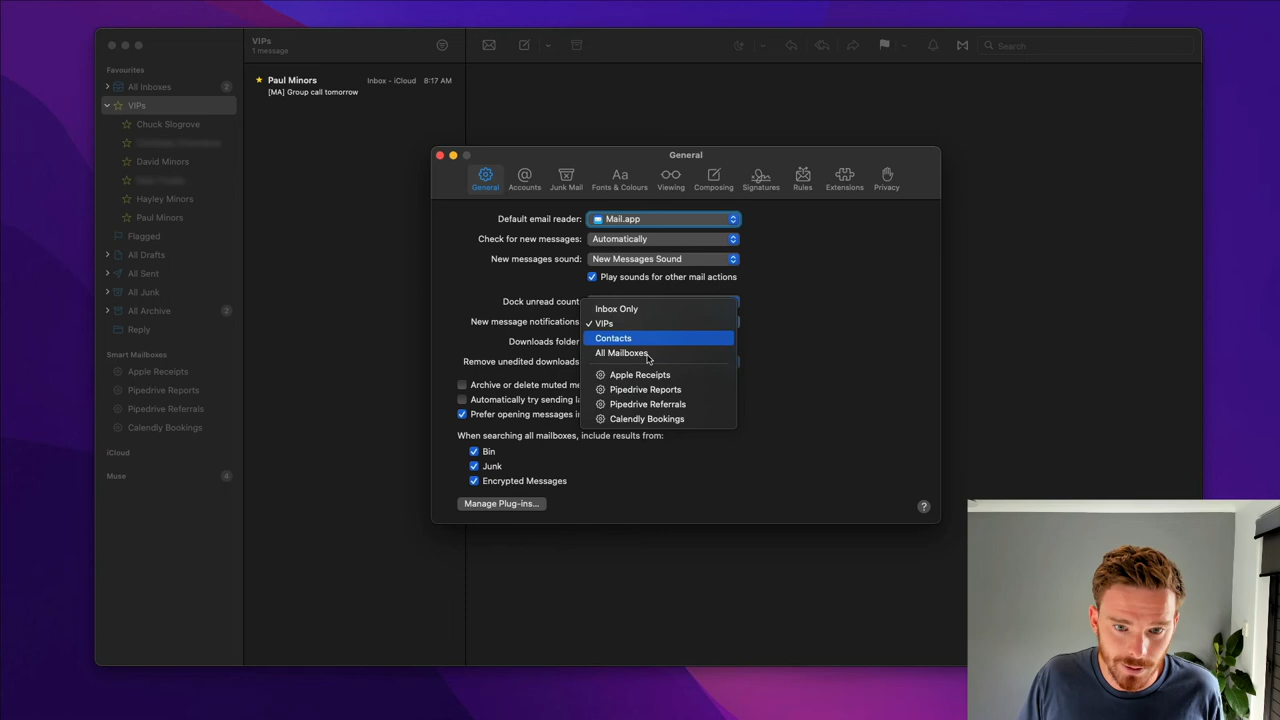 VIPs
1 message
Search
Favourites
All Inboxes 2
VIPs
Chuck Slogrove
David Minors
Hayley Minors
Paul Minors
Flagged
All Drafts
All Sent
All Junk
All Archive 2
Reply
Smart Mailboxes
Apple Receipts
Pipedrive Reports
Pipedrive Referrals
Calendly Bookings
iCloud
Muse 4
Paul Minors Inbox - iCloud 8:17 AM
[MA] Group call tomorrow
General
General Accounts Junk Mail Fonts & Colours Viewing Composing Signatures Rules Extensions Privacy
Default email reader: Mail.app
Check for new messages: Automatically
New messages sound: New Messages Sound
Play sounds for other mail actions
Dock unread count
New message notifications
Downloads folder
Remove unedited downloads
Archive or delete muted me
Automatically try sending la
Prefer opening messages in
Inbox Only
VIPs
Contacts
All Mailboxes
Apple Receipts
Pipedrive Reports
Pipedrive Referrals
Calendly Bookings
When searching all mailboxes, include results from:
Bin
Junk
Encrypted Messages
Manage Plug-ins...
?